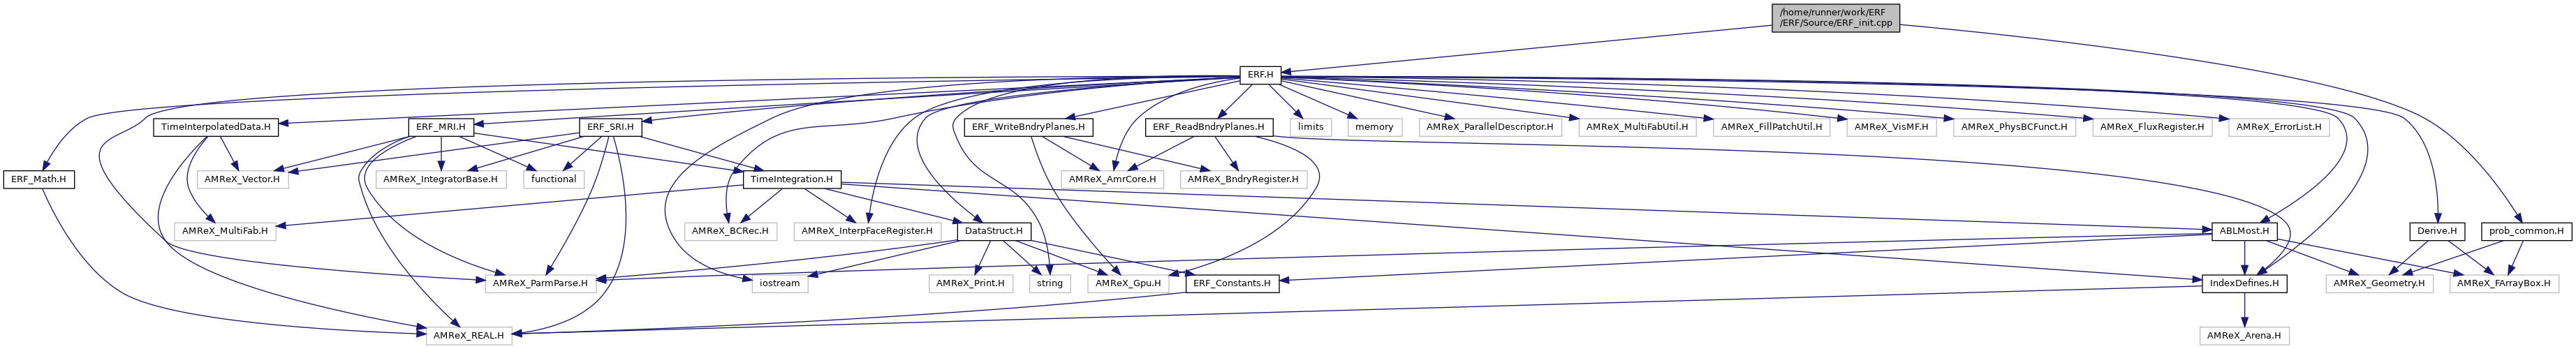 /home/runner/work/ERF
/ERF/Source/ERF_init.cpp
ERF.H
TimeInterpolatedData.H
ERF_MRI.H
ERF_SRI.H
ERF_WriteBndryPlanes.H
ERF_ReadBndryPlanes.H
limits
memory
AMReX_ParallelDescriptor.H
AMReX_MultiFabUtil.H
AMReX_FillPatchUtil.H
AMReX_VisMF.H
AMReX_PhysBCFunct.H
AMReX_FluxRegister.H
AMReX_ErrorList.H
ERF_Math.H
AMReX_Vector.H
AMReX_IntegratorBase.H
functional
TimeIntegration.H
AMReX_AmrCore.H
AMReX_BndryRegister.H
AMReX_MultiFab.H
AMReX_BCRec.H
AMReX_InterpFaceRegister.H
DataStruct.H
ABLMost.H
Derive.H
prob_common.H
AMReX_ParmParse.H
iostream
AMReX_Print.H
string
AMReX_Gpu.H
ERF_Constants.H
IndexDefines.H
AMReX_Geometry.H
AMReX_FArrayBox.H
AMReX_REAL.H
AMReX_Arena.H